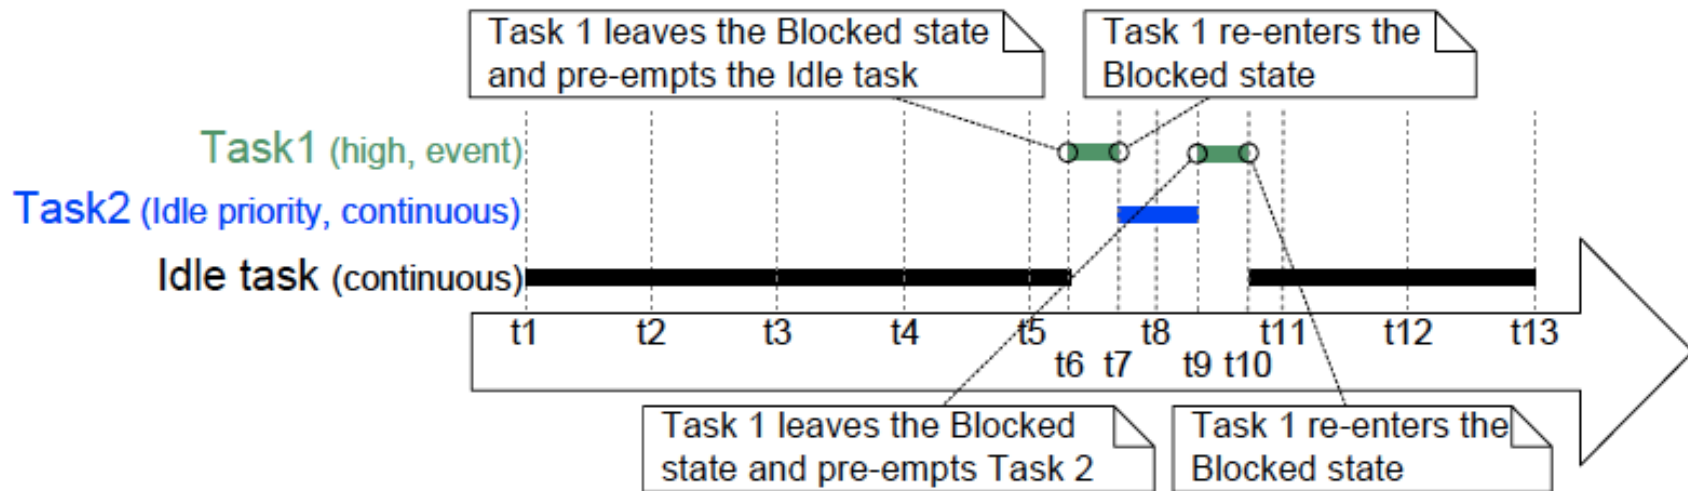 Task 1 leaves the Blocked state
and pre-empts the Idle task
Task 1 re-enters the
Blocked state
Task1 (high, event)
Task2 (Idle priority, continuous)
Idle task (continuous)
t1 t2 t3 t4 t5 t8 t11 t12 t13
t6 t7 t9 t10
Task 1 leaves the Blocked
state and pre-empts Task 2
Task 1 re-enters the
Blocked state